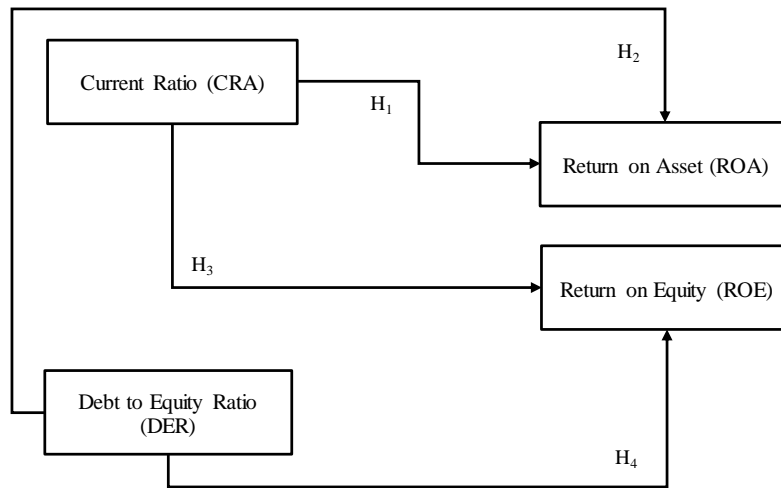 H₂
Current Ratio (CRA)
H₁
Return on Asset (ROA)
H₃
Return on Equity (ROE)
Debt to Equity Ratio
(DER)
H₄